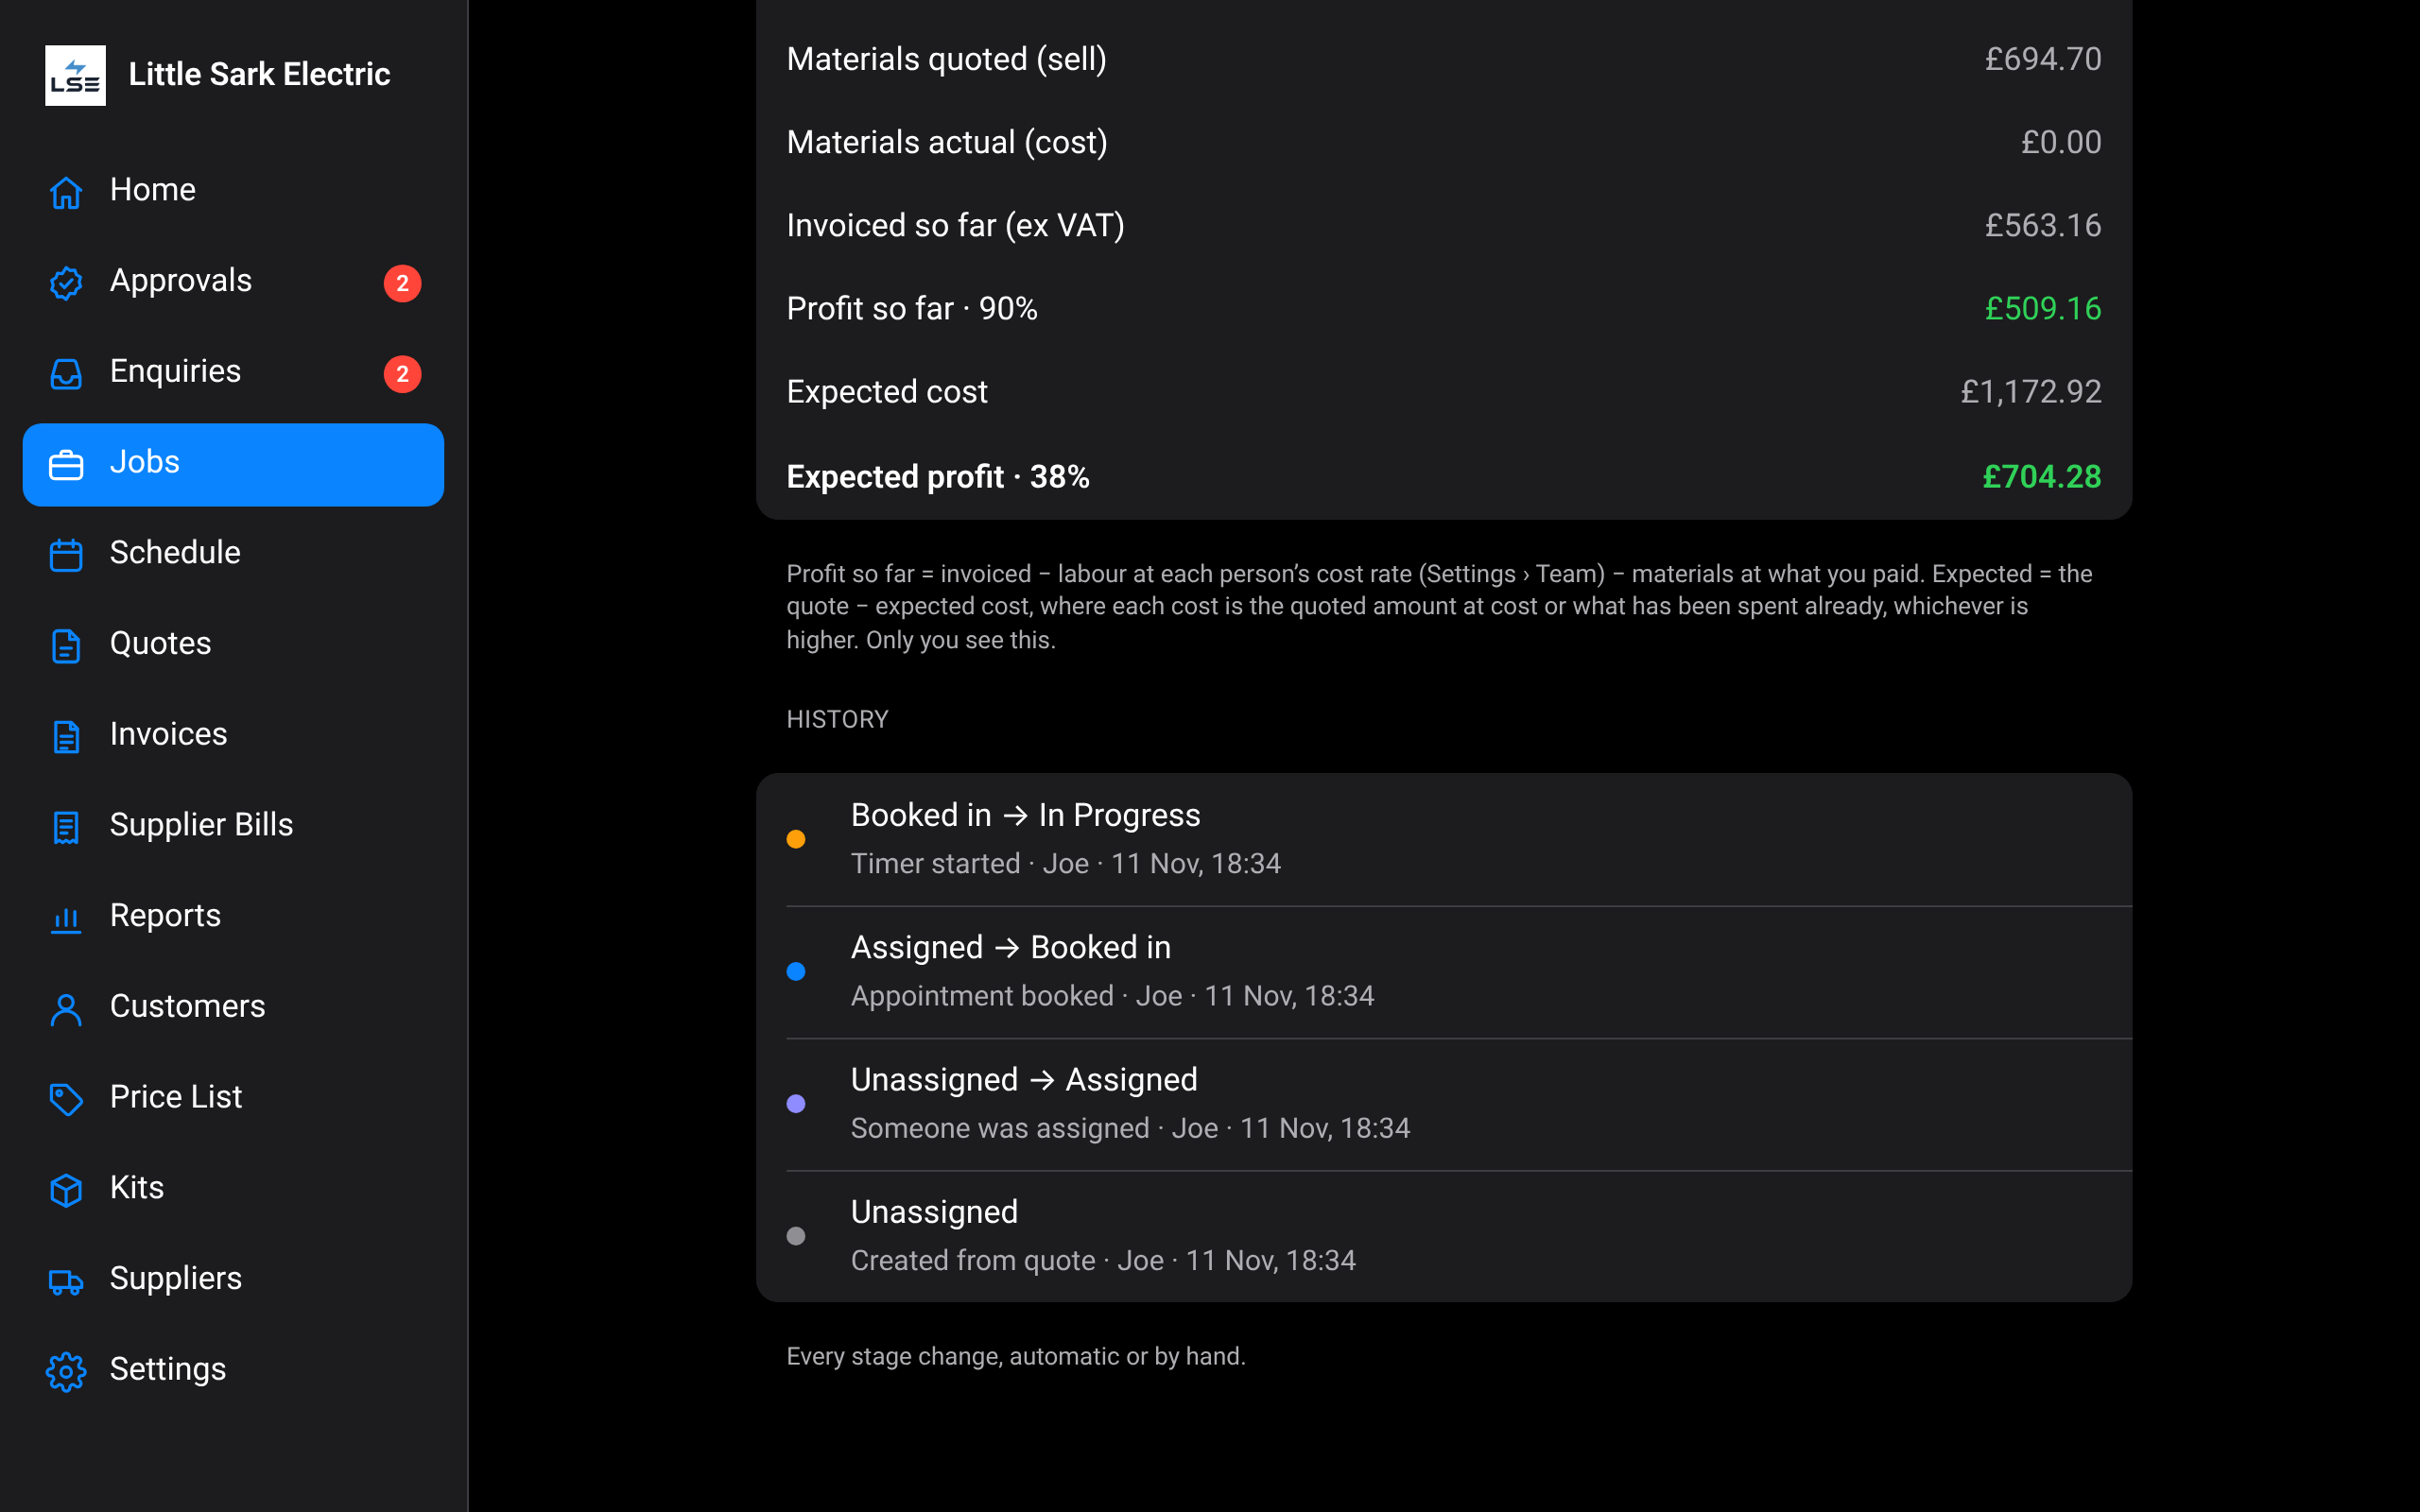 LSE
Little Sark Electric
Home
Approvals
2
Enquiries
2
Jobs
Schedule
Quotes
Invoices
Supplier Bills
Reports
Customers
Price List
Kits
Suppliers
Settings
Materials quoted (sell) £694.70
Materials actual (cost) £0.00
Invoiced so far (ex VAT) £563.16
Profit so far · 90% £509.16
Expected cost £1,172.92
Expected profit · 38% £704.28
Profit so far = invoiced − labour at each person’s cost rate (Settings › Team) − materials at what you paid. Expected = the
quote − expected cost, where each cost is the quoted amount at cost or what has been spent already, whichever is
higher. Only you see this.
HISTORY
Booked in → In Progress
Timer started · Joe · 11 Nov, 18:34
Assigned → Booked in
Appointment booked · Joe · 11 Nov, 18:34
Unassigned → Assigned
Someone was assigned · Joe · 11 Nov, 18:34
Unassigned
Created from quote · Joe · 11 Nov, 18:34
Every stage change, automatic or by hand.